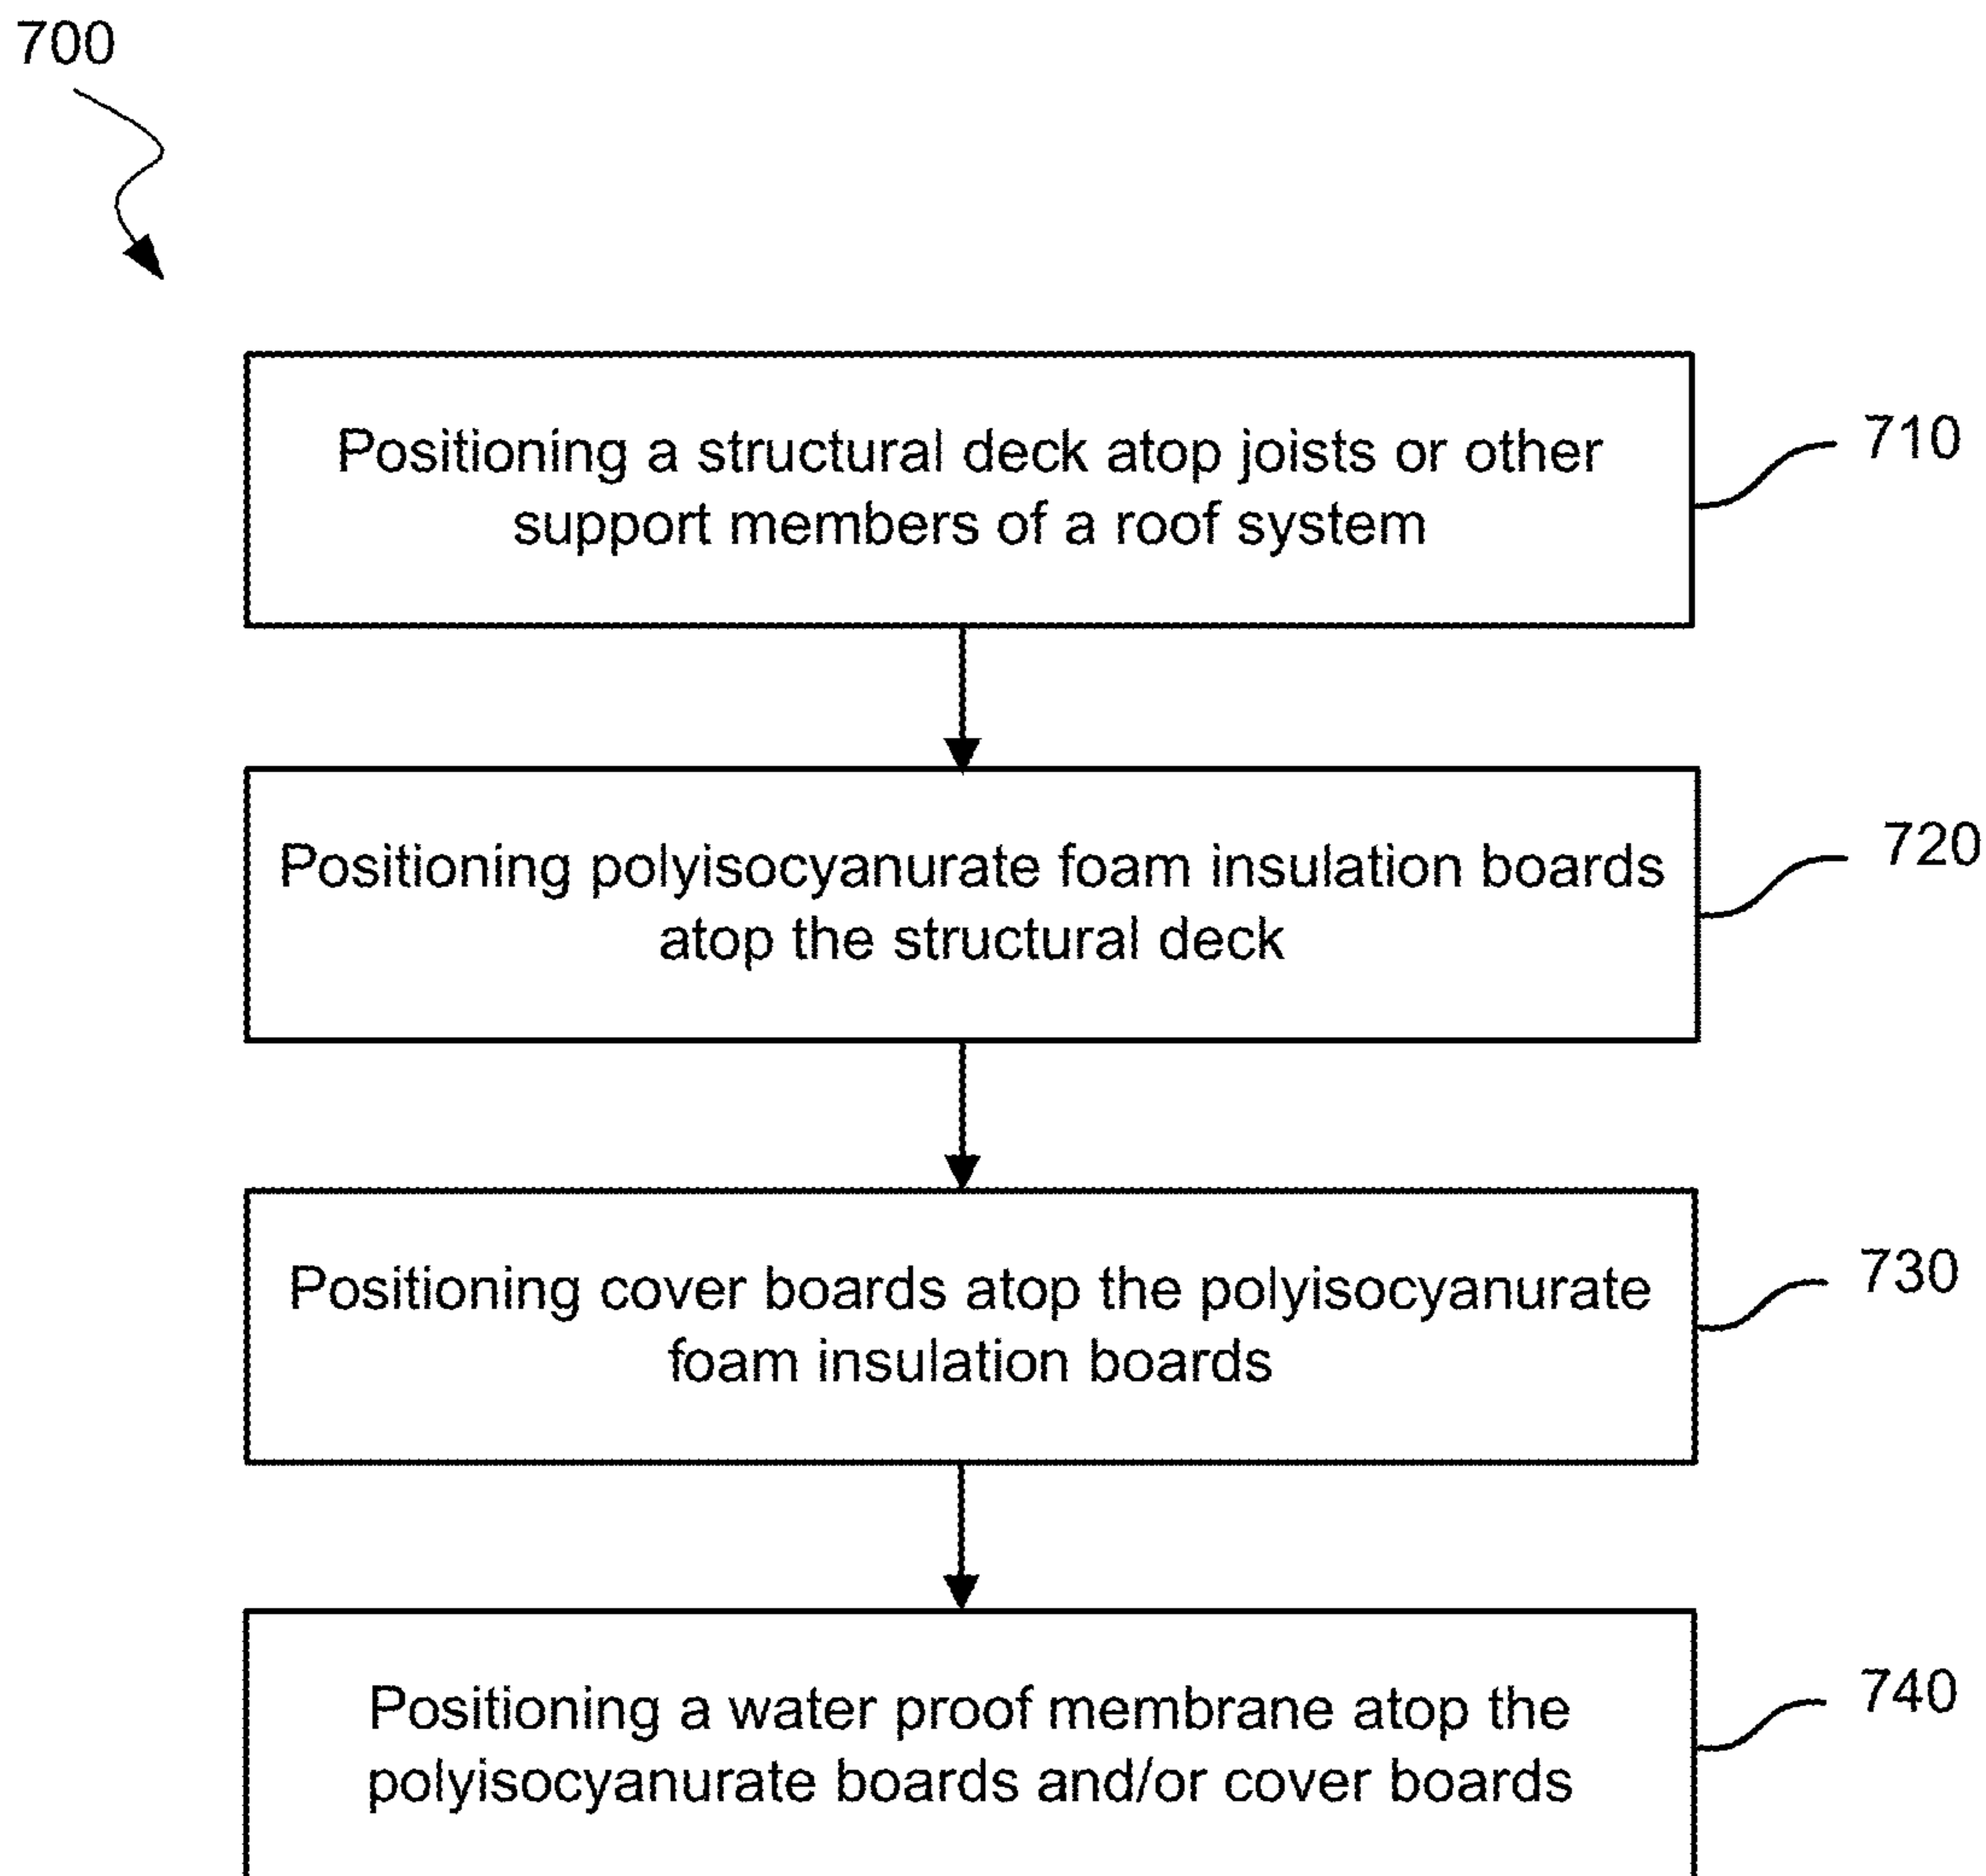 700
Positioning a structural deck atop joists or other
support members of a roof system
710
Positioning polyisocyanurate foam insulation boards
atop the structural deck
720
Positioning cover boards atop the polyisocyanurate
foam insulation boards
730
Positioning a water proof membrane atop the
polyisocyanurate boards and/or cover boards
740